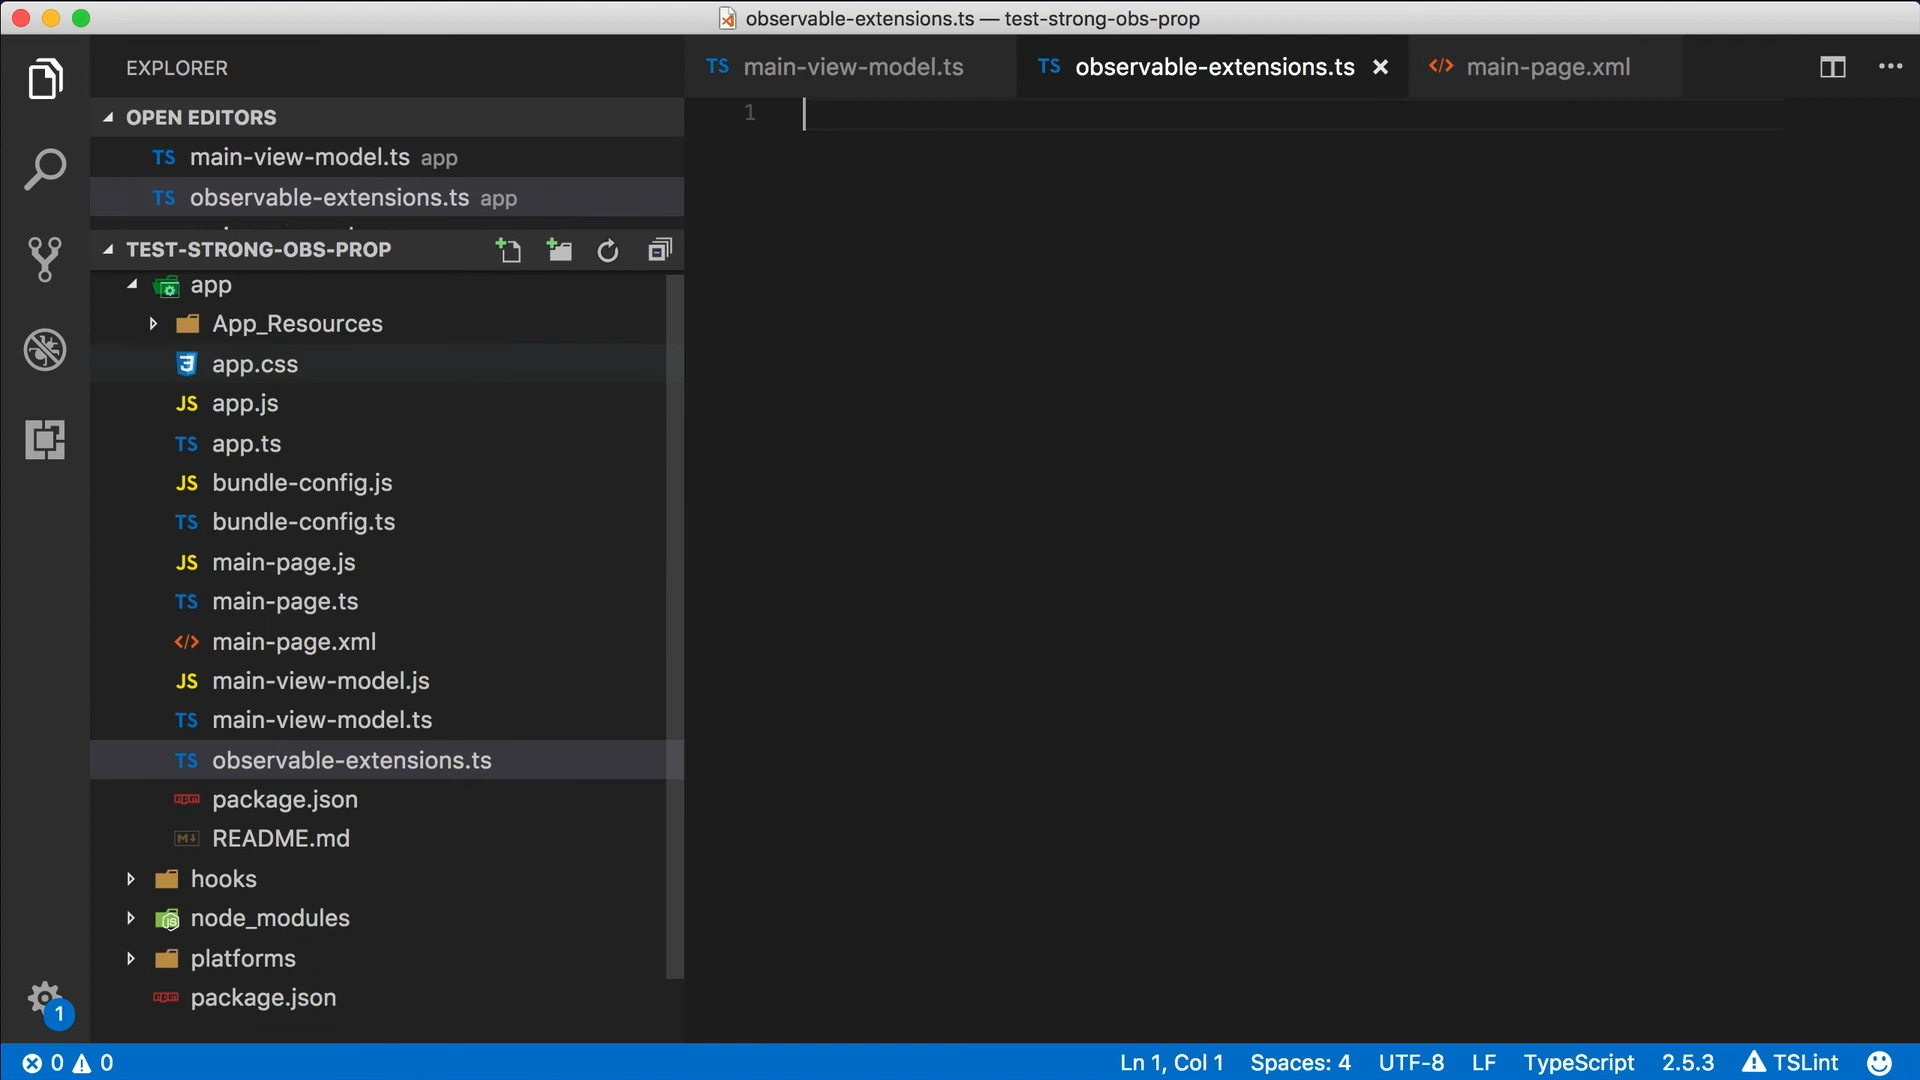 observable-extensions.ts — test-strong-obs-prop
EXPLORER
OPEN EDITORS
TS main-view-model.ts app
TS observable-extensions.ts app
TEST-STRONG-OBS-PROP
app
App_Resources
3 app.css
JS app.js
TS app.ts
JS bundle-config.js
TS bundle-config.ts
JS main-page.js
TS main-page.ts
</> main-page.xml
JS main-view-model.js
TS main-view-model.ts
TS observable-extensions.ts
npm package.json
M↓ README.md
hooks
JS node_modules
platforms
npm package.json
1
TS main-view-model.ts
TS observable-extensions.ts ×
</> main-page.xml
1
0 0
Ln 1, Col 1 Spaces: 4 UTF-8 LF TypeScript 2.5.3 TSLint